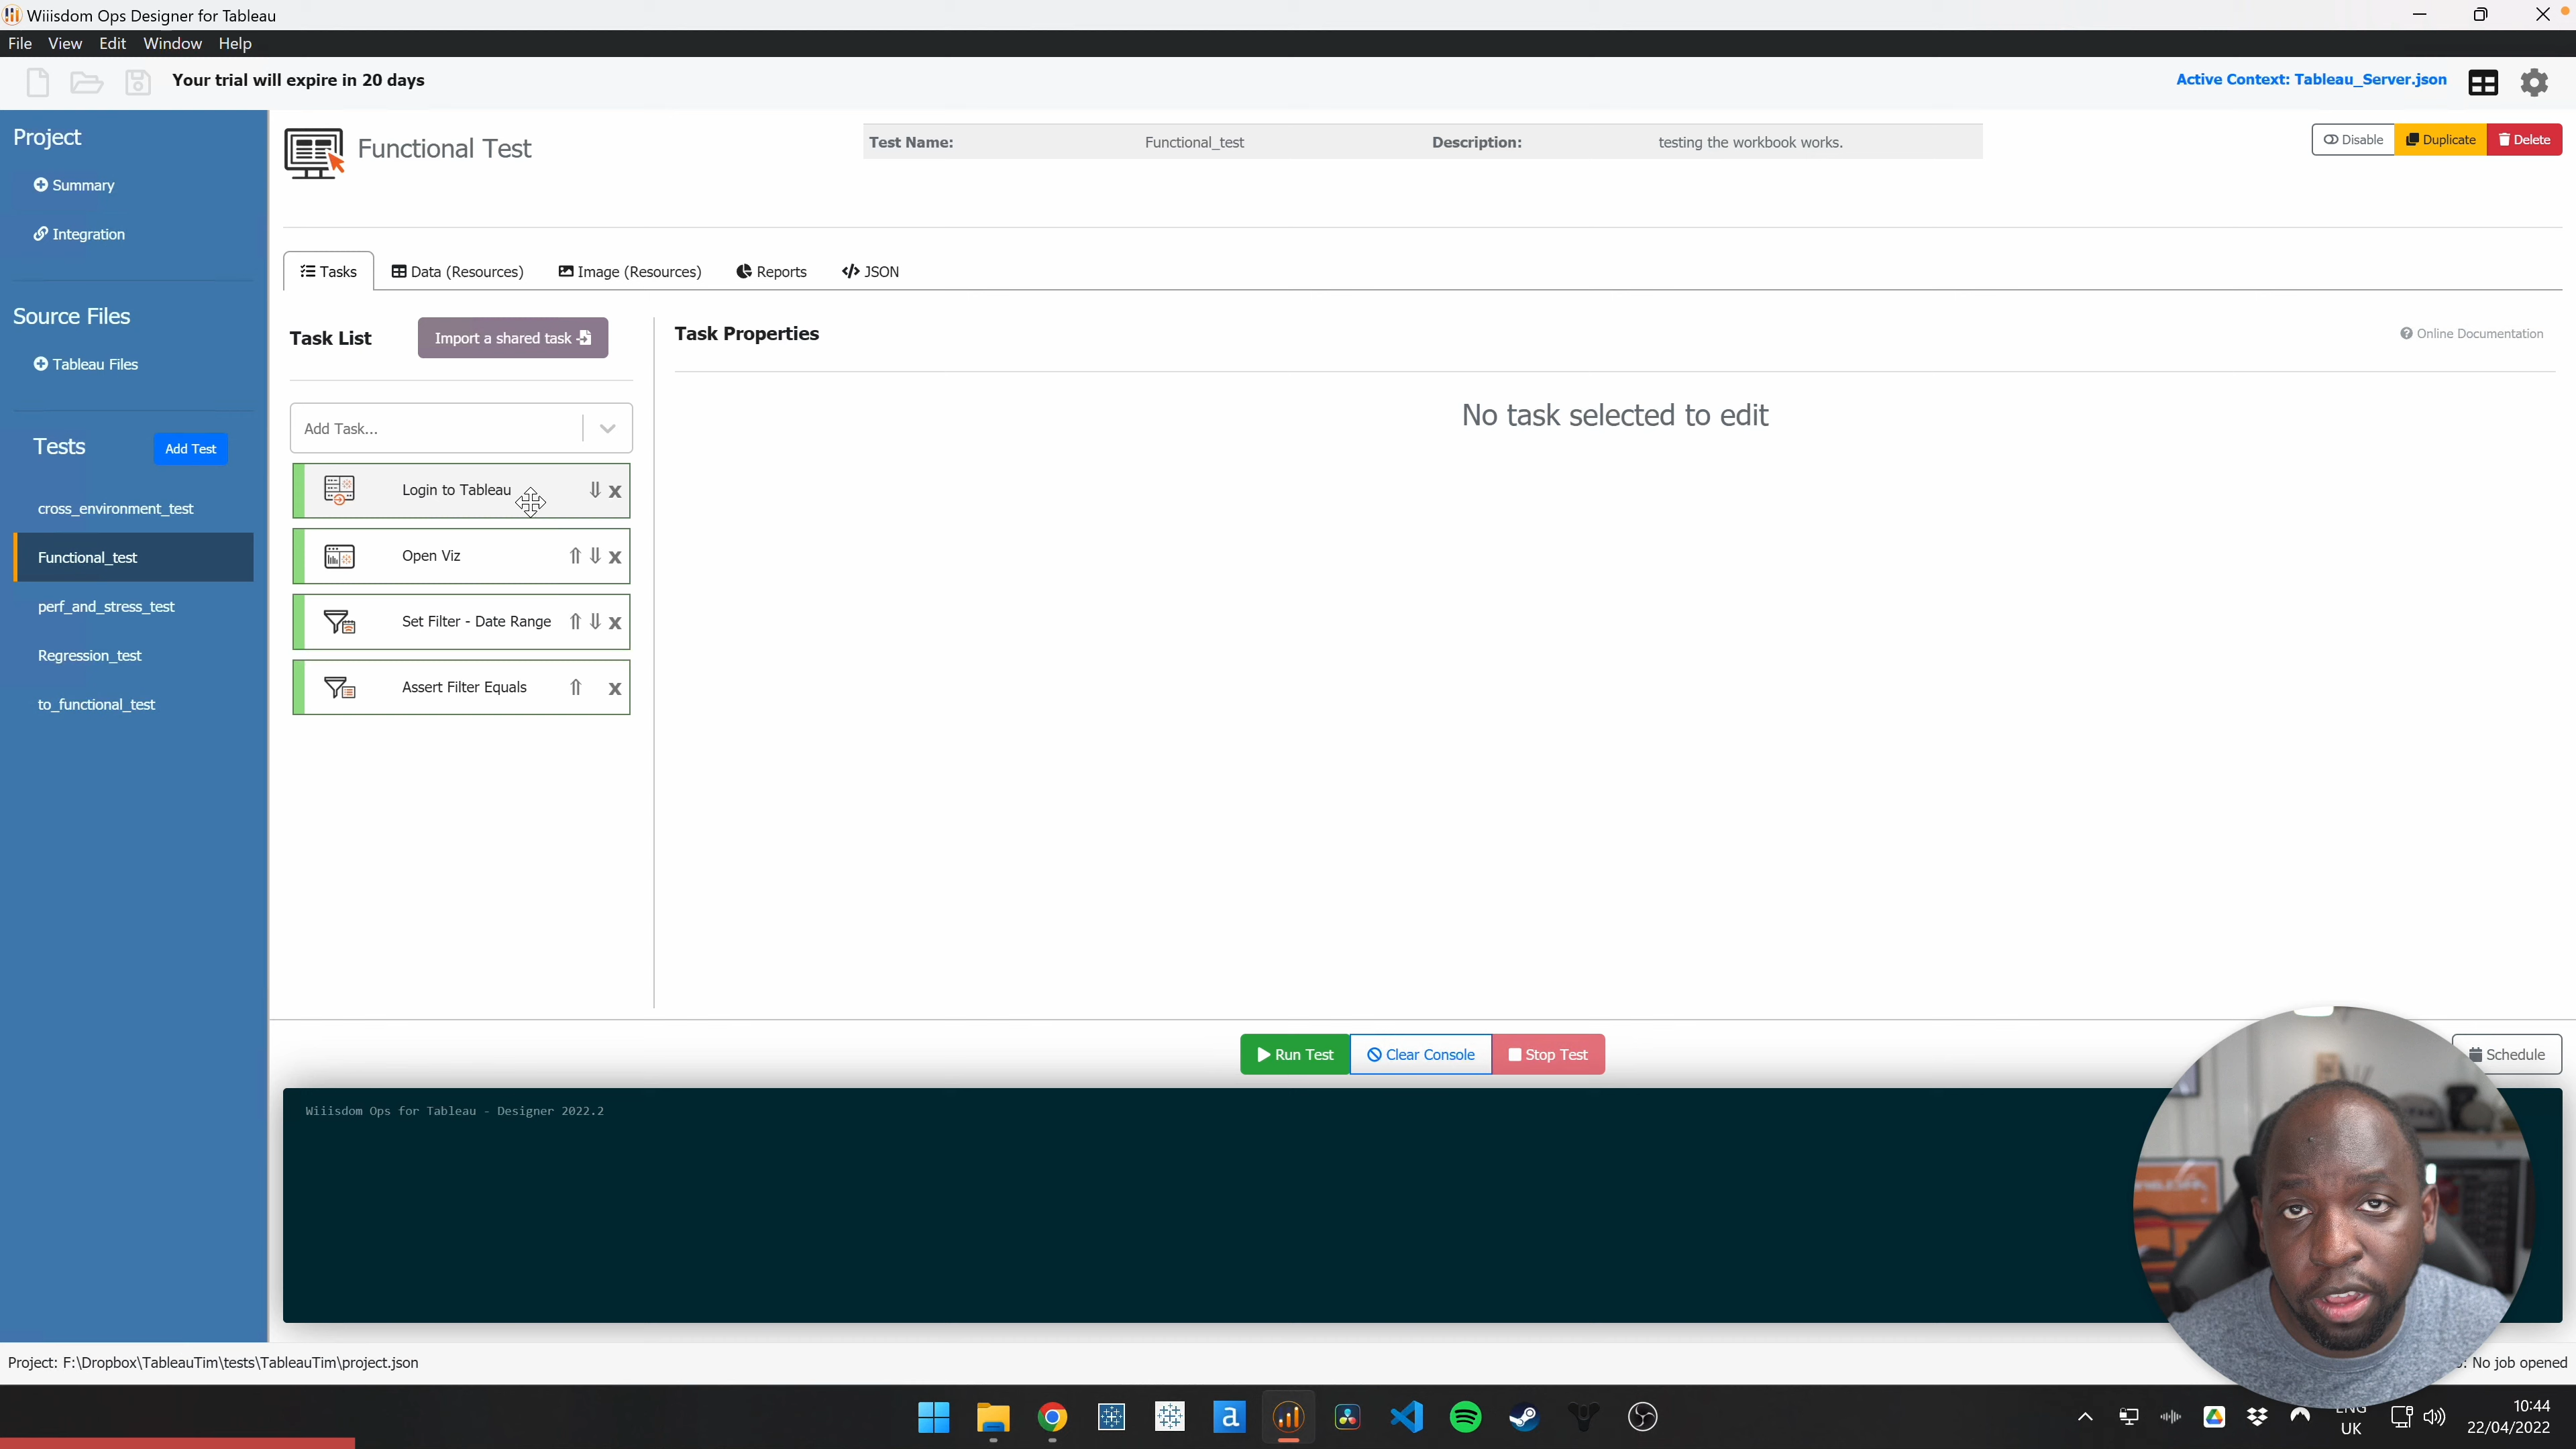 Wiiisdom Ops Designer for Tableau
File View Edit Window Help
Your trial will expire in 20 days
Active Context: Tableau_Server.json
Project
Summary
Integration
Source Files
Tableau Files
Tests
Add Test
cross_environment_test
Functional_test
perf_and_stress_test
Regression_test
to_functional_test
Functional Test
Test Name: Functional_test Description: testing the workbook works.
Disable Duplicate Delete
Tasks Data (Resources) Image (Resources) Reports JSON
Task List
Import a shared task
Add Task...
Login to Tableau
Open Viz
Set Filter - Date Range
Assert Filter Equals
Task Properties
Online Documentation
No task selected to edit
Run Test Clear Console Stop Test
Schedule
Wiiisdom Ops for Tableau - Designer 2022.2
Project: F:\Dropbox\TableauTim\tests\TableauTim\project.json
No job opened
ENG
UK
10:44
22/04/2022